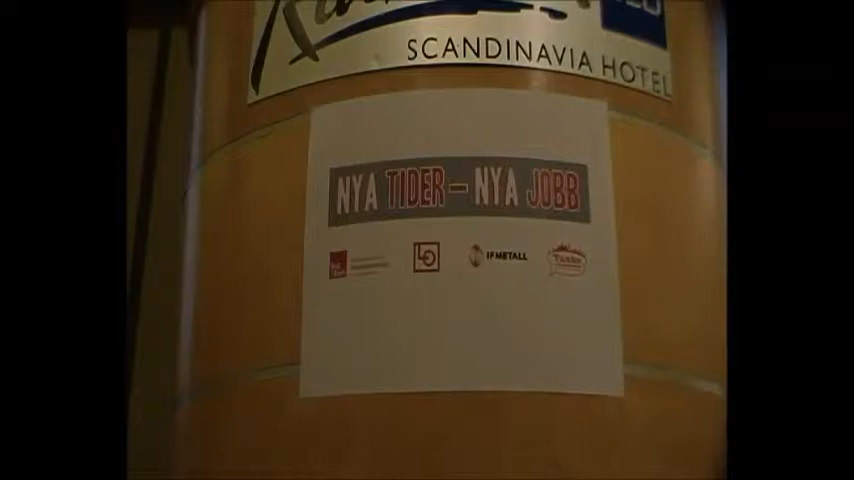 SCANDINAVIA HOTEL
NYA TIDER – NYA JOBB
LO
IF METALL